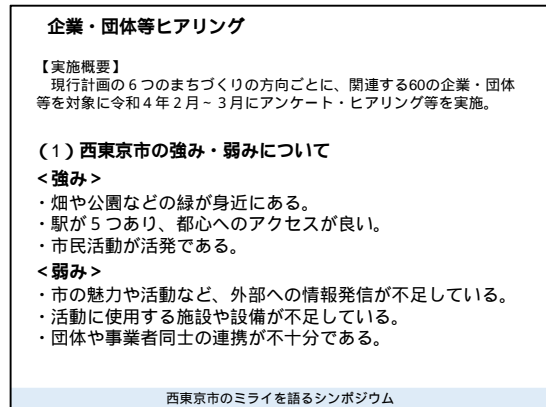 企業・団体等ヒアリング
【実施概要】
　現行計画の６つのまちづくりの方向ごとに、関連する60の企業・団体
等を対象に令和４年２月～３月にアンケート・ヒアリング等を実施。
（1）西東京市の強み・弱みについて
＜強み＞
・畑や公園などの緑が身近にある。
・駅が５つあり、都心へのアクセスが良い。
・市民活動が活発である。
＜弱み＞
・市の魅力や活動など、外部への情報発信が不足している。
・活動に使用する施設や設備が不足している。
・団体や事業者同士の連携が不十分である。
西東京市のミライを語るシンポジウム